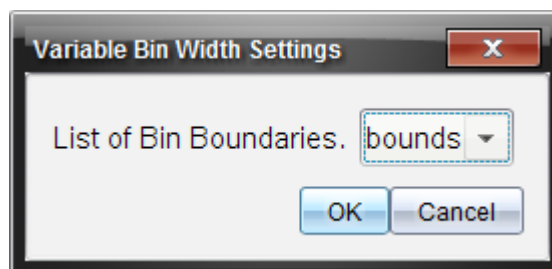 Variable Bin Width Settings
List of Bin Boundaries. bounds
OK Cancel